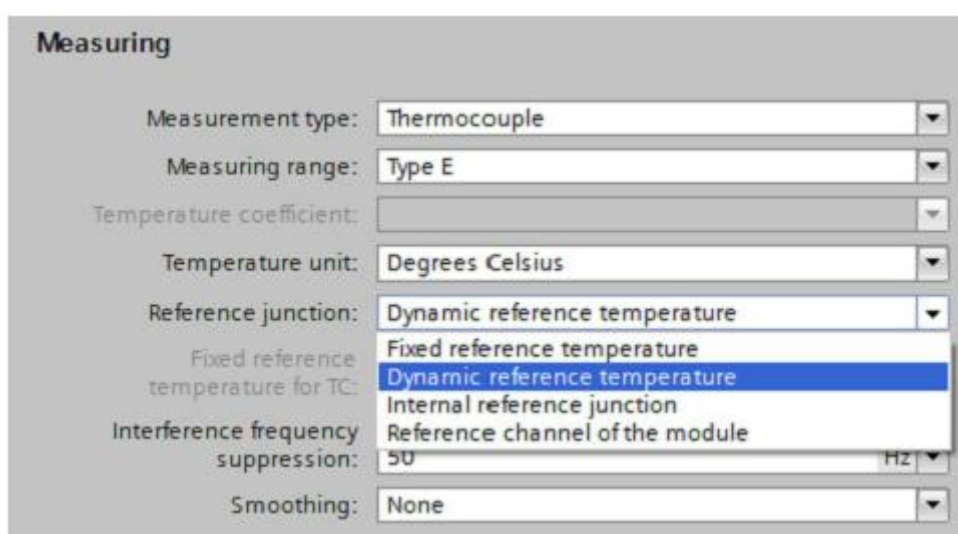 Measuring
Measurement type: Thermocouple
Measuring range: Type E
Temperature coefficient:
Temperature unit: Degrees Celsius
Reference junction: Dynamic reference temperature
Fixed reference temperature
Dynamic reference temperature
Internal reference junction
Reference channel of the module
Fixed reference
temperature for TC:
Interference frequency
suppression: 50 Hz
Smoothing: None